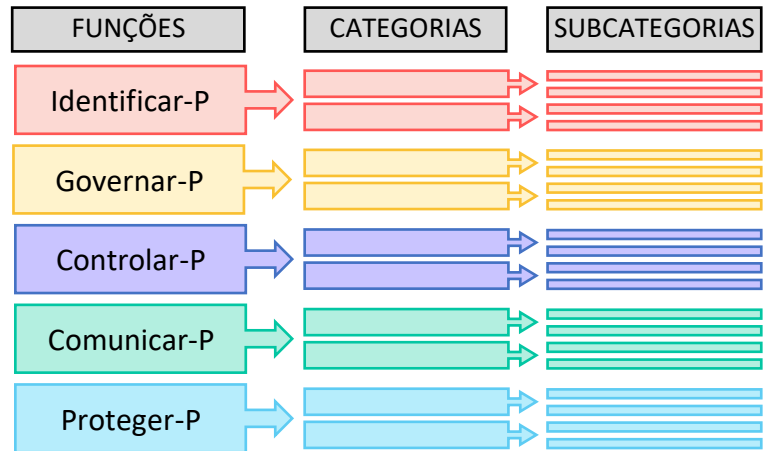 FUNÇÕES
CATEGORIAS
SUBCATEGORIAS
Identificar-P
Governar-P
Controlar-P
Comunicar-P
Proteger-P